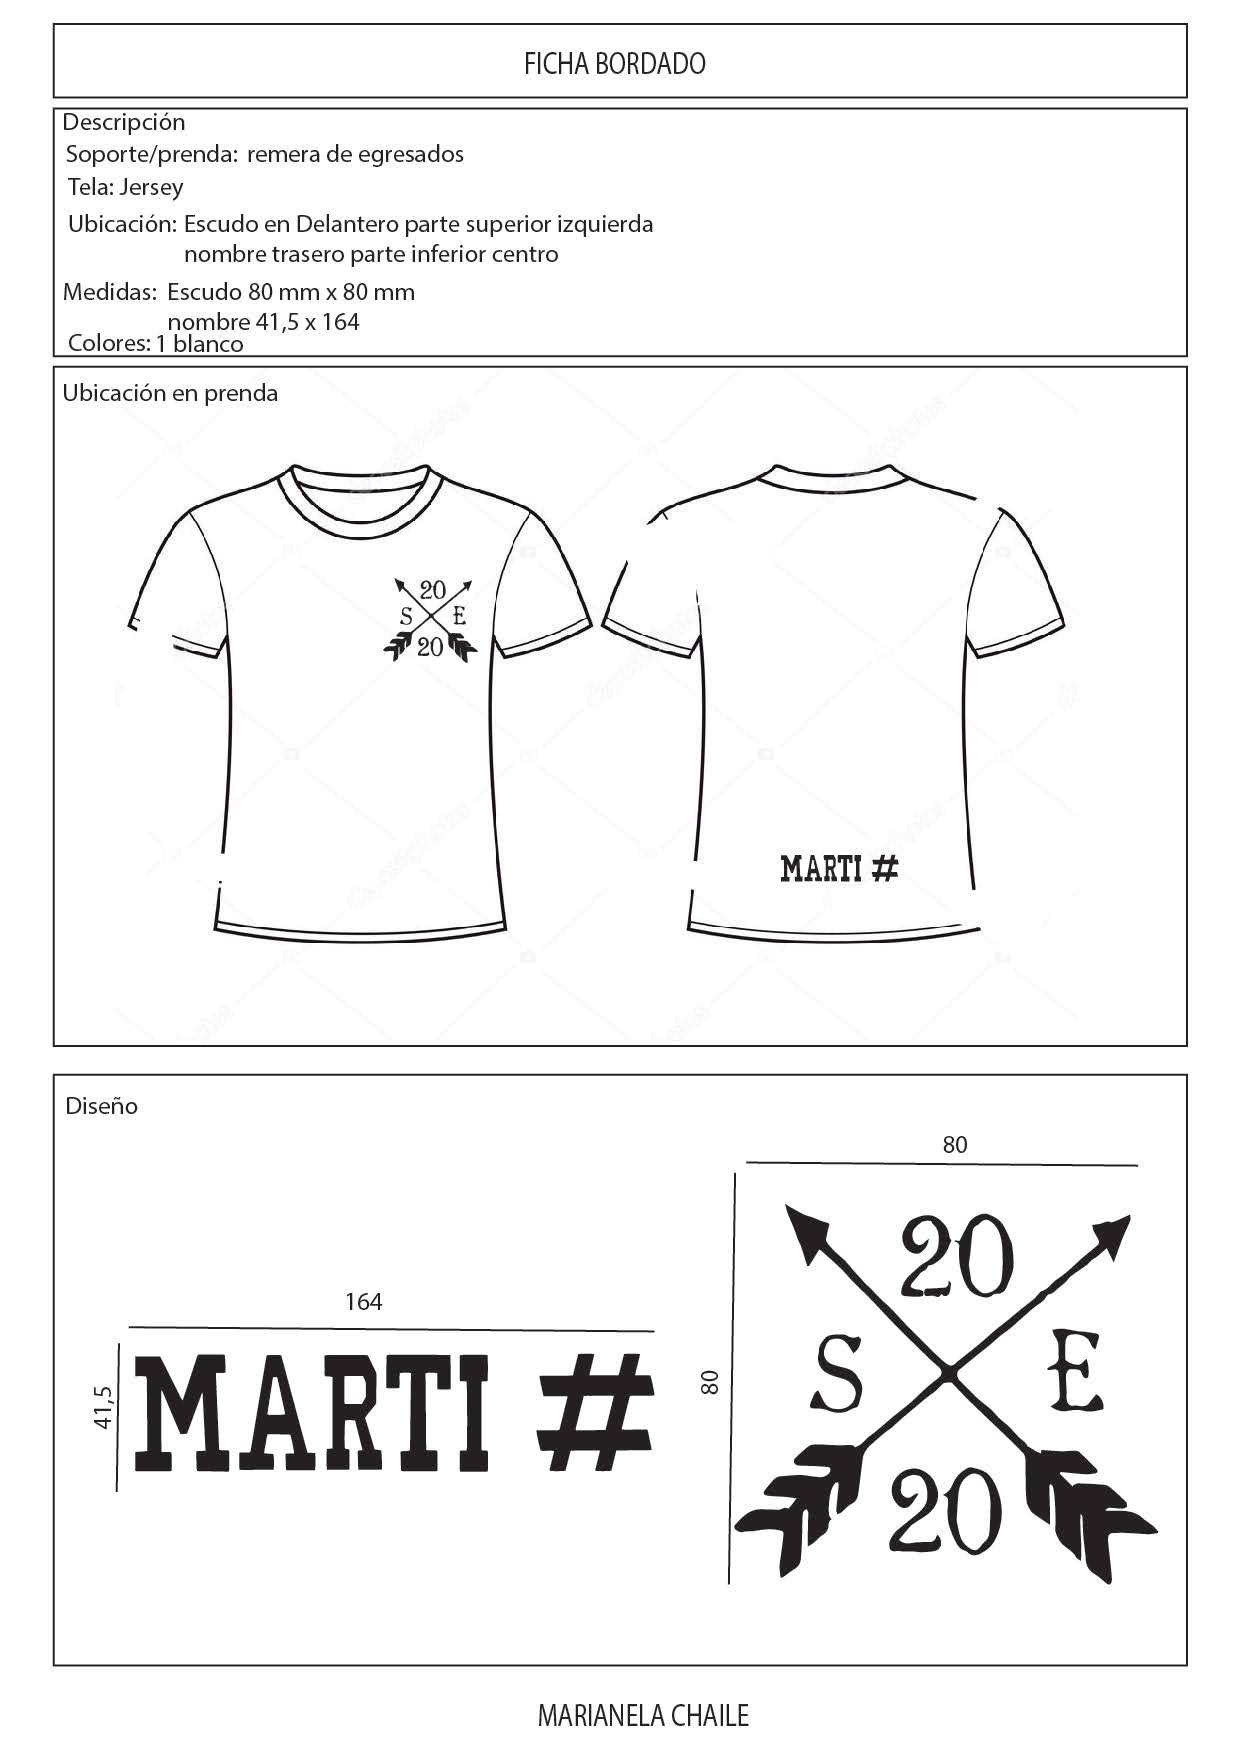 FICHA BORDADO
Descripción
Soporte/prenda: remera de egresados
Tela: Jersey
Ubicación: Escudo en Delantero parte superior izquierda
nombre trasero parte inferior centro
Medidas: Escudo 80 mm x 80 mm
nombre 41,5 x 164
Colores: 1 blanco
Ubicación en prenda
20
S E
20
MARTI #
Diseño
164
41,5
MARTI #
80
80
20
S E
20
MARIANELA CHAILE